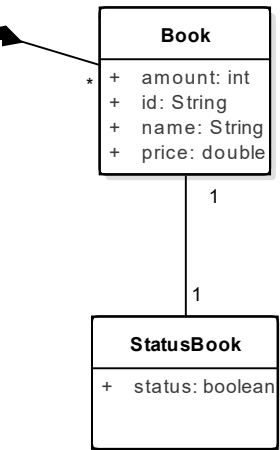 Book
*
+ amount: int
+ id: String
+ name: String
+ price: double
1
1
StatusBook
+ status: boolean